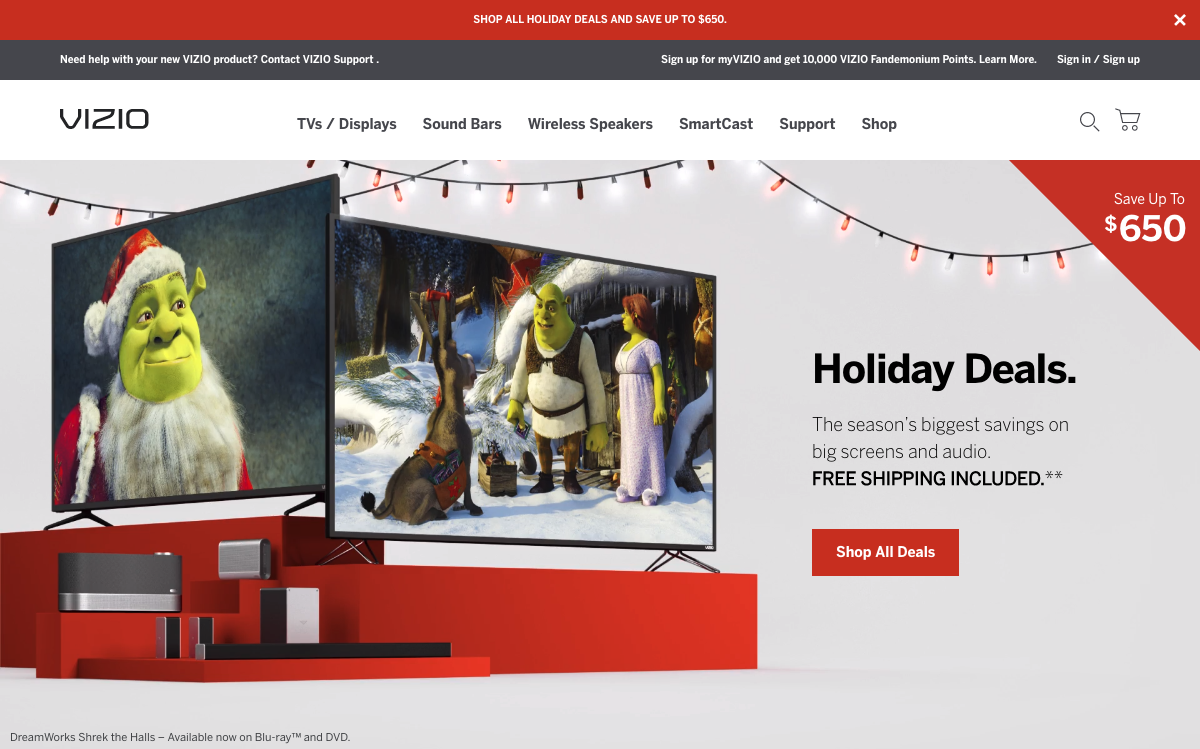 SHOP ALL HOLIDAY DEALS AND SAVE UP TO $650.
Need help with your new VIZIO product? Contact VIZIO Support .
Sign up for myVIZIO and get 10,000 VIZIO Fandemonium Points. Learn More.
Sign in / Sign up
VIZIO
TVs / Displays
Sound Bars
Wireless Speakers
SmartCast
Support
Shop
Save Up To
$650
Holiday Deals.
The season's biggest savings on
big screens and audio.
FREE SHIPPING INCLUDED.**
Shop All Deals
VIZIO
DreamWorks Shrek the Halls – Available now on Blu-ray™ and DVD.